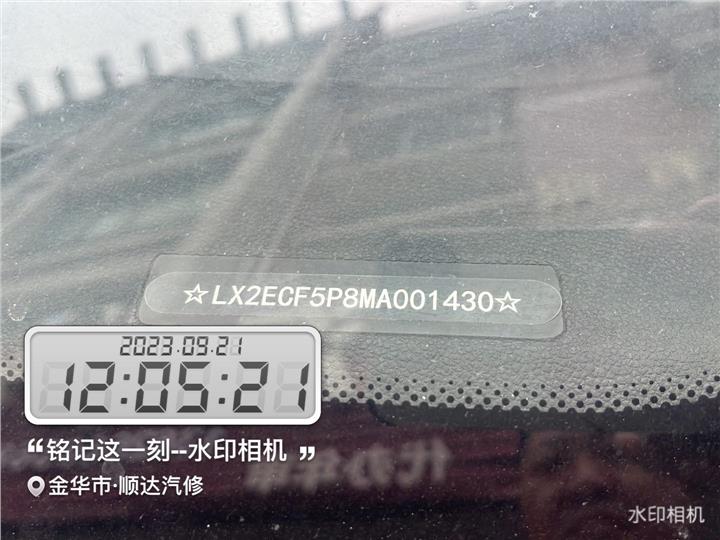 ☆LX2ECF5P8MA001430☆
2023.09.21
12:05:21
“铭记这一刻--水印相机”
金华市·顺达汽修
水印相机